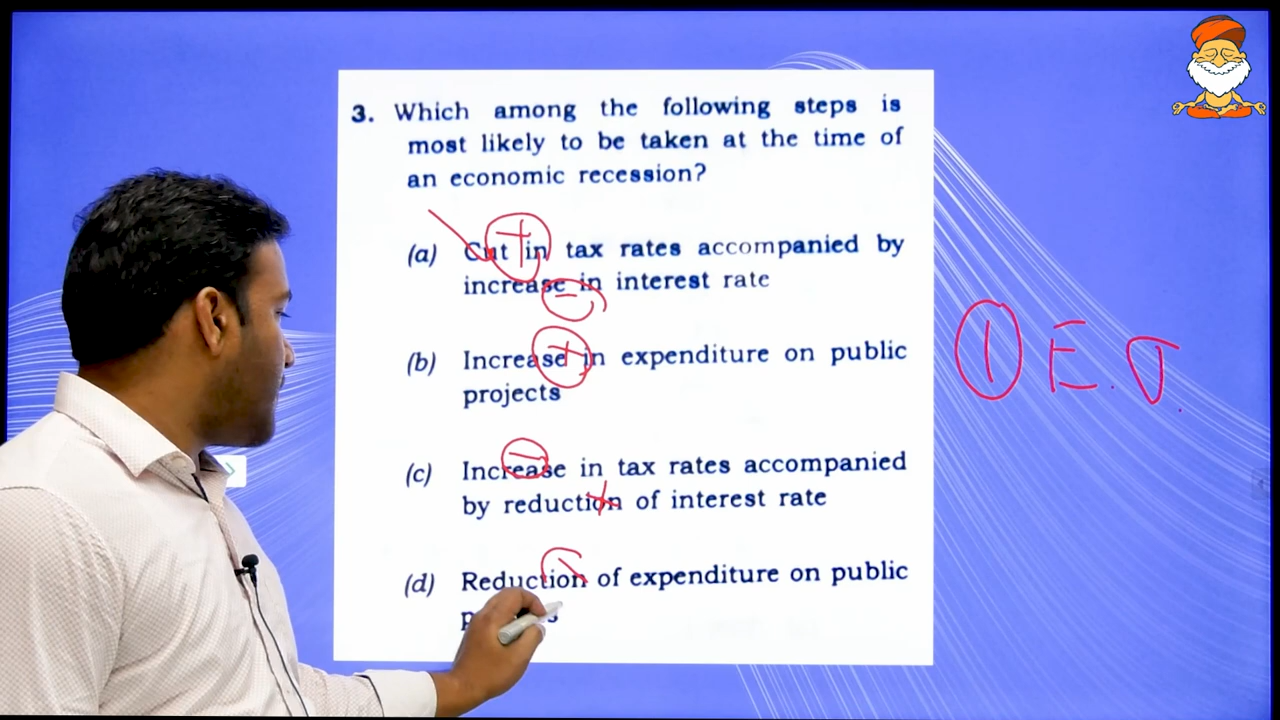 3. Which among the following steps is
most likely to be taken at the time of
an economic recession?
(a) Cut in tax rates accompanied by
increase in interest rate
(b) Increase in expenditure on public
projects
(c) Increase in tax rates accompanied
by reduction of interest rate
(d) Reduction of expenditure on public
+
−
+
−
+
1 E.J.